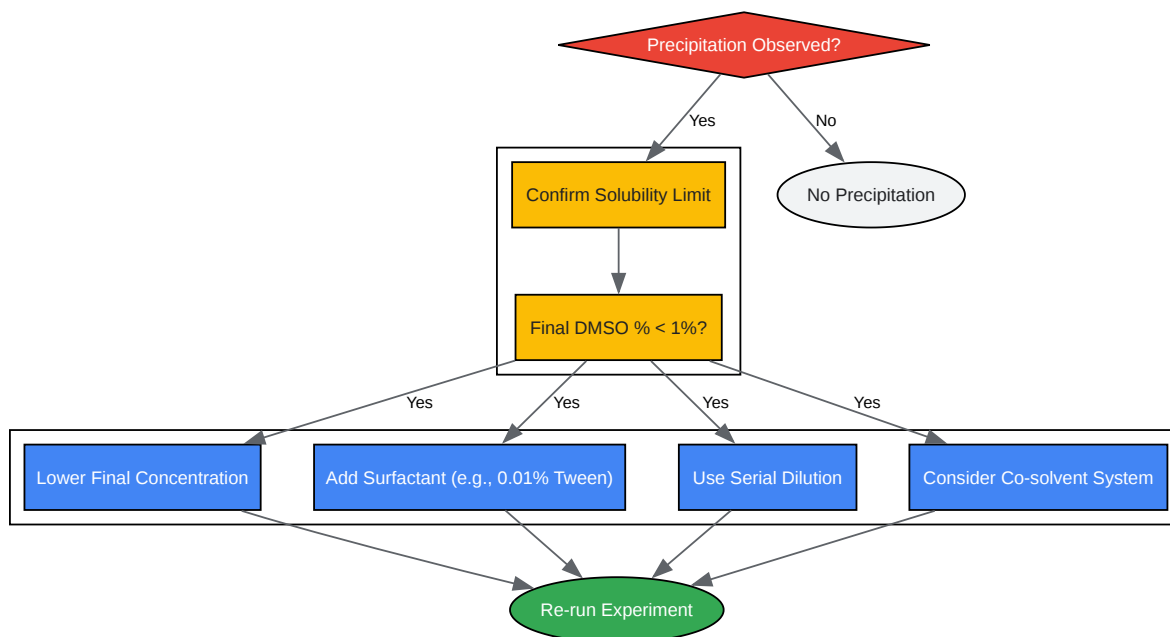 Precipitation Observed?
Yes
No
Confirm Solubility Limit
No Precipitation
Final DMSO % < 1%?
Yes
Yes
Yes
Yes
Lower Final Concentration
Add Surfactant (e.g., 0.01% Tween)
Use Serial Dilution
Consider Co-solvent System
Re-run Experiment